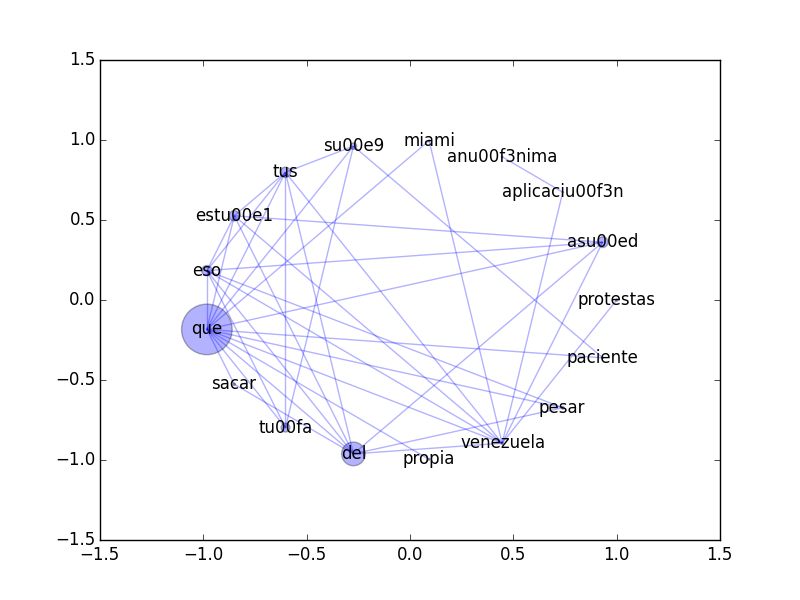 1.5
1.0
0.5
0.0
−0.5
−1.0
−1.5
su00e9
miami
anu00f3nima
tus
aplicaciu00f3n
estu00e1
asu00ed
eso
protestas
que
paciente
sacar
pesar
tu00fa
venezuela
del
propia
−1.5 −1.0 −0.5 0.0 0.5 1.0 1.5